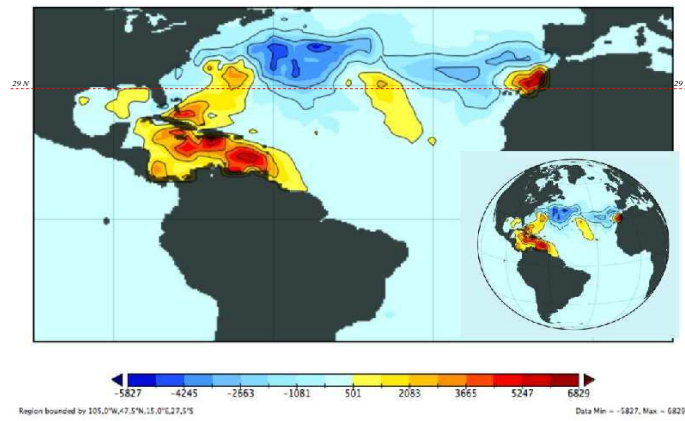 29 N
29
-5827 -4245 -2663 -1081 501 2083 3665 5247 6829
Region bounded by 105,0°W,47,5°N,15,0°E,27,5°S
Data Min = -5827, Max = 6829